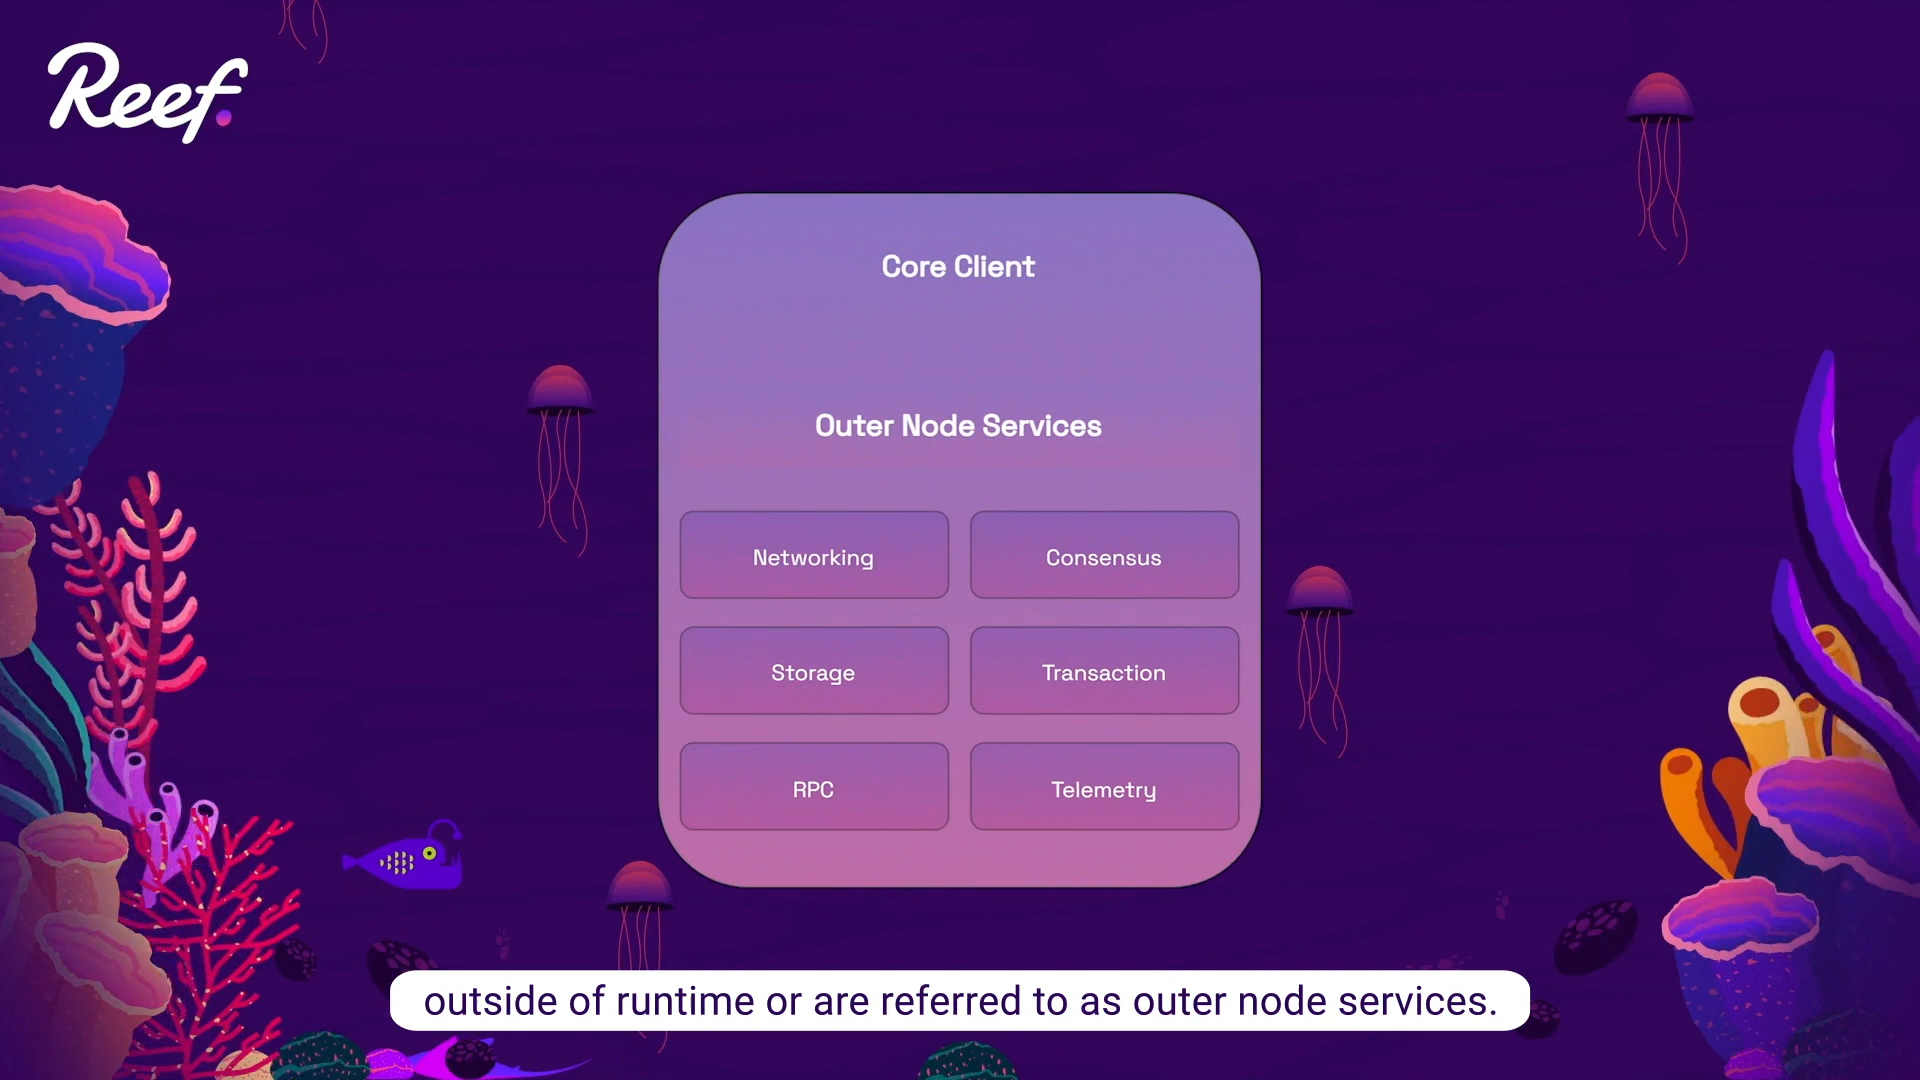 Reef.
Core Client
Outer Node Services
Networking
Consensus
Storage
Transaction
RPC
Telemetry
outside of runtime or are referred to as outer node services.